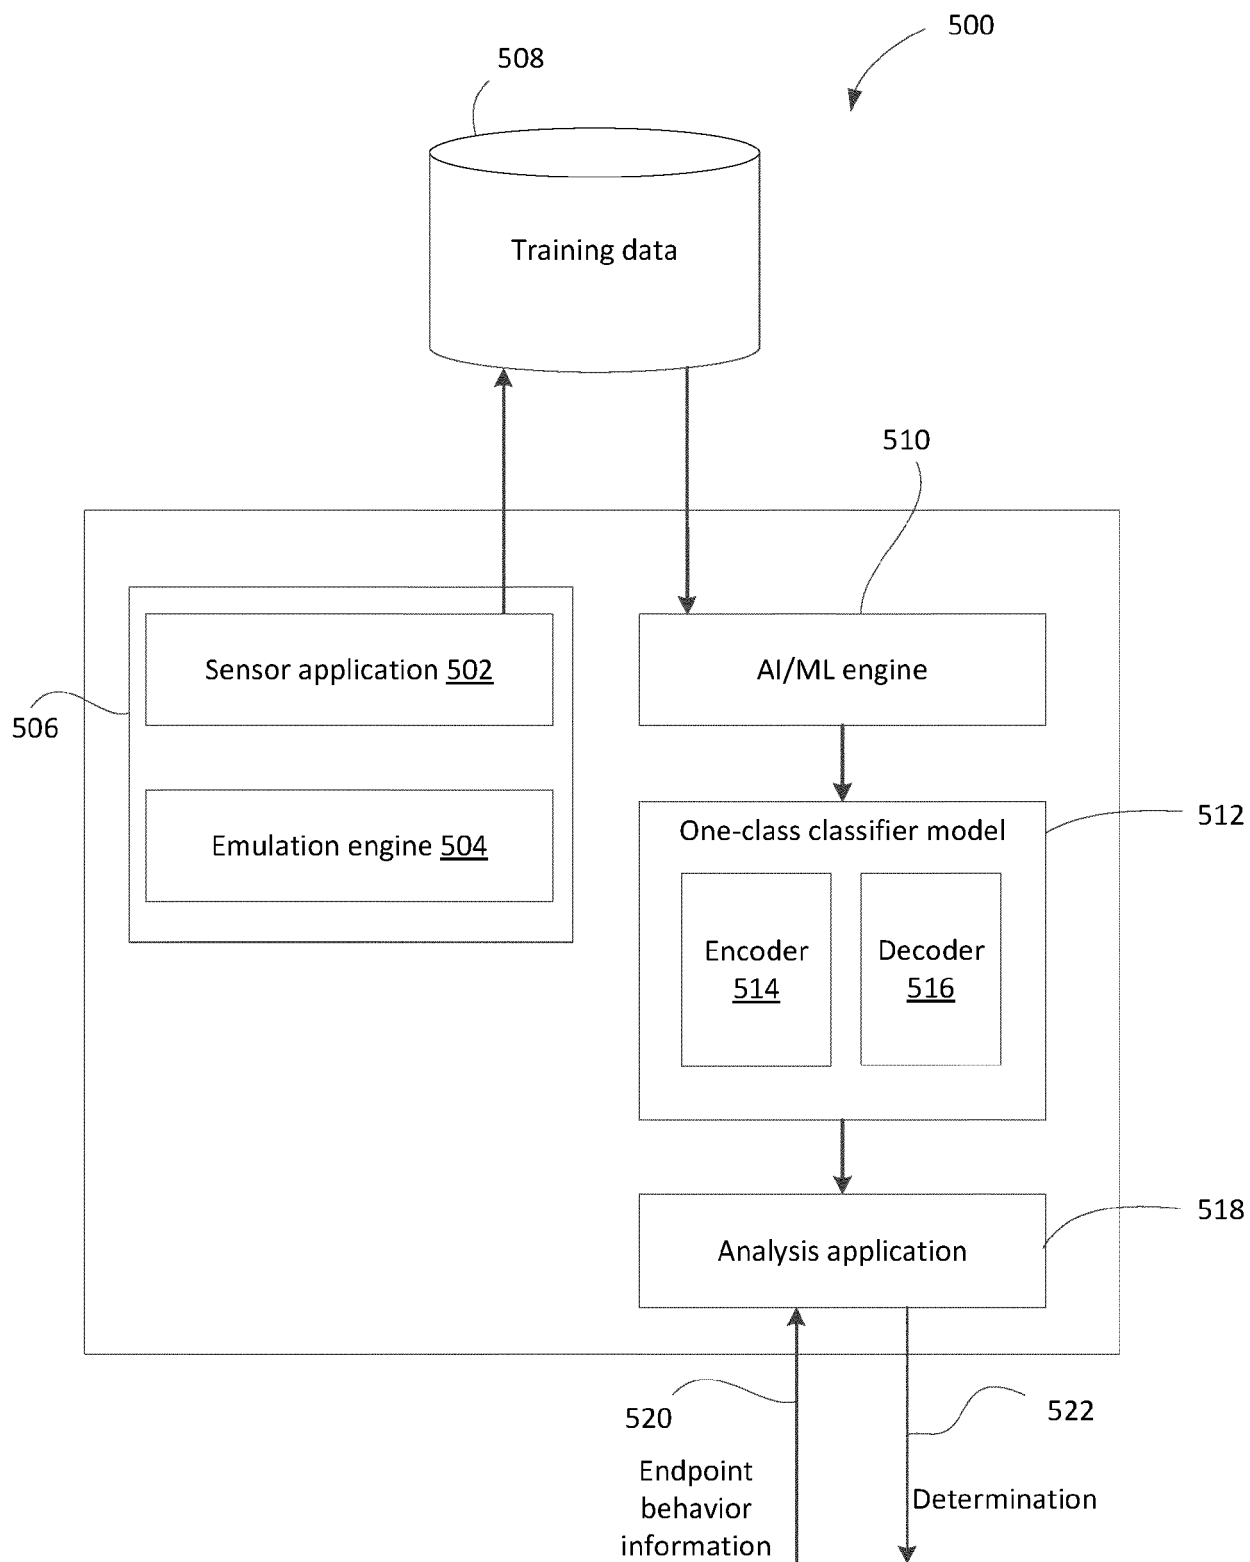 500
508
Training data
510
Sensor application 502
AI/ML engine
506
One-class classifier model
512
Emulation engine 504
Encoder
514
Decoder
516
518
Analysis application
520
522
Endpoint
behavior
information
Determination